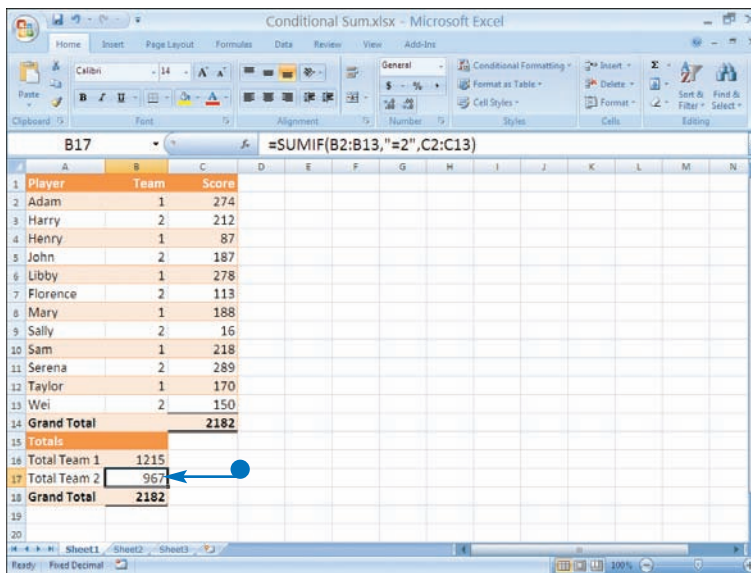 Conditional Sum.xlsx - Microsoft Excel
Home Insert Page Layout Formulas Data Review View Add-Ins
Calibri 14 A A General Conditional Formatting Insert Σ
Paste B I U A $ % , Format as Table Delete Sort & Filter Find & Select
Cell Styles Format
Clipboard Font Alignment Number Styles Cells Editing
B17 fx =SUMIF(B2:B13,"=2",C2:C13)
A B C D E F G H I J K L M N
1 Player Team Score
2 Adam 1 274
3 Harry 2 212
4 Henry 1 87
5 John 2 187
6 Libby 1 278
7 Florence 2 113
8 Mary 1 188
9 Sally 2 16
10 Sam 1 218
11 Serena 2 289
12 Taylor 1 170
13 Wei 2 150
14 Grand Total 2182
15 Totals
16 Total Team 1 1215
17 Total Team 2 967
18 Grand Total 2182
19
20
Sheet1 Sheet2 Sheet3
Ready Fixed Decimal 100%